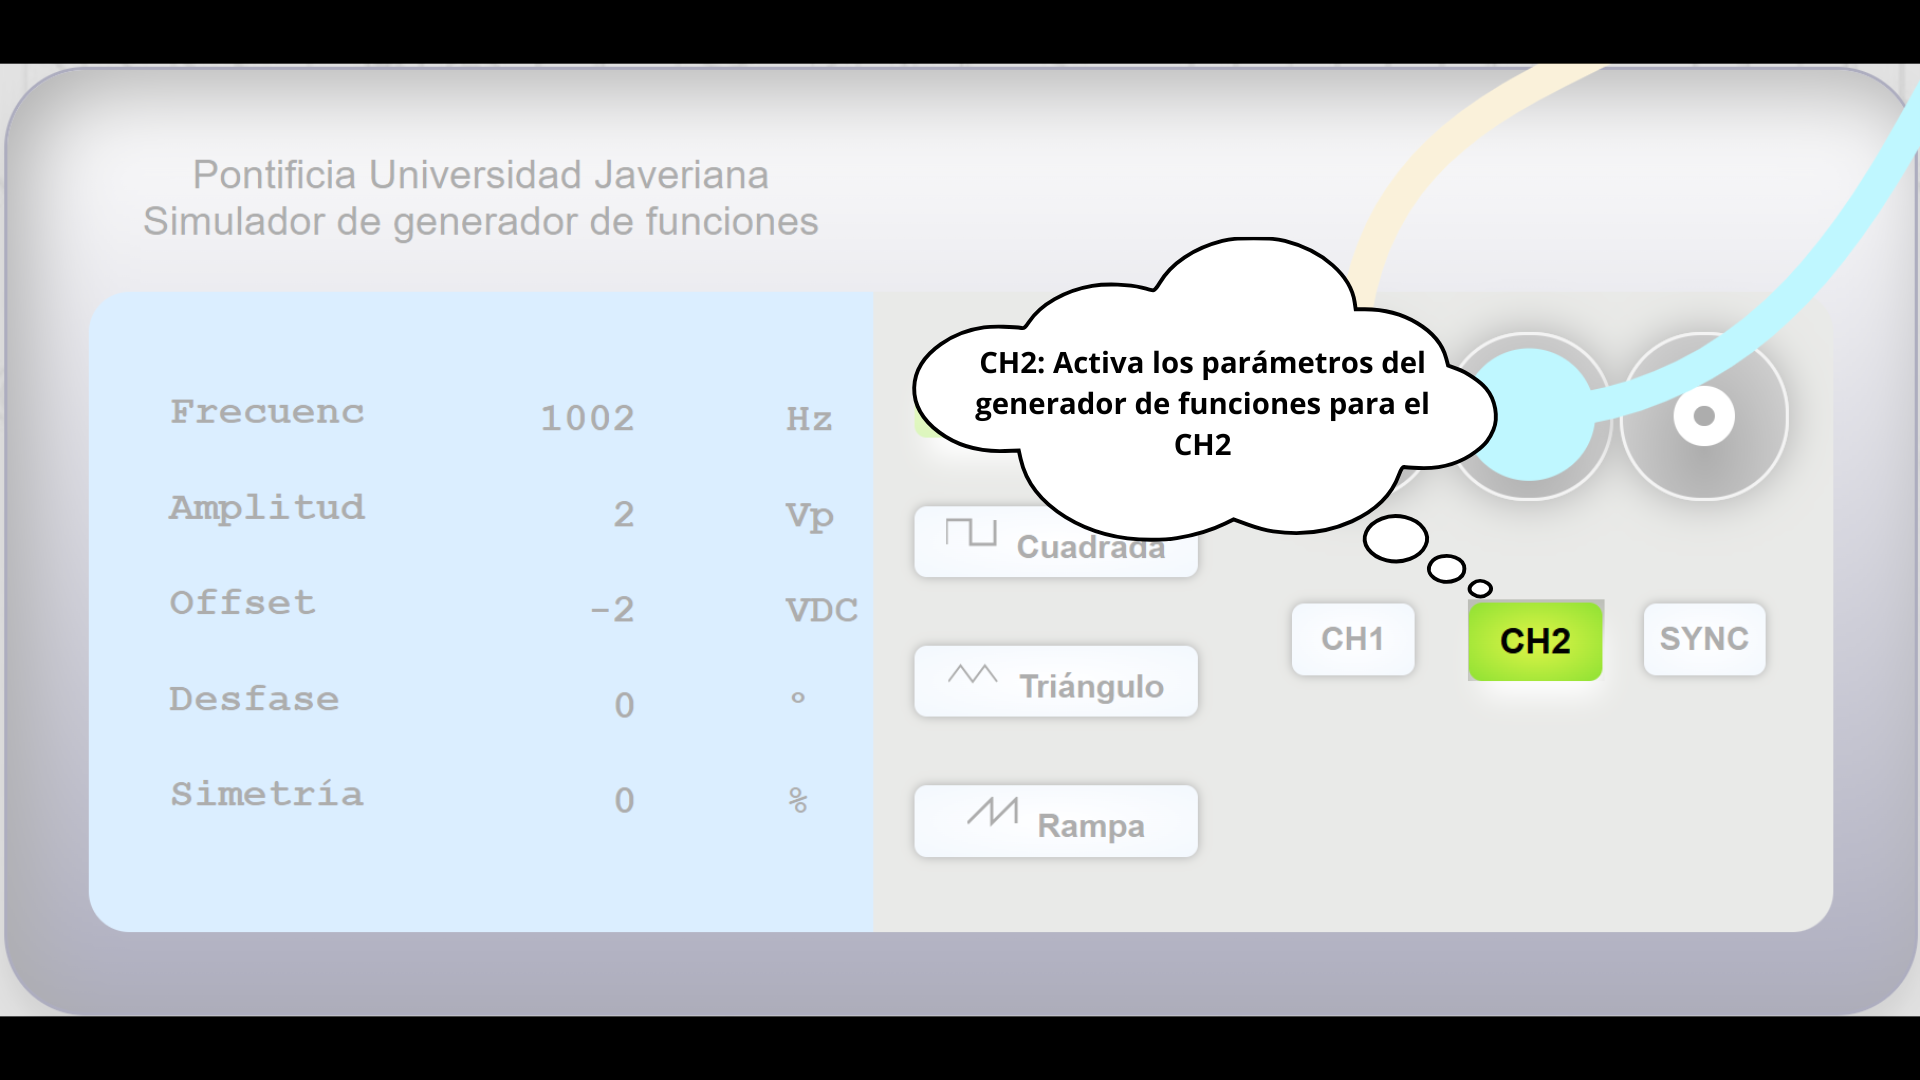 Pontificia Universidad Javeriana
Simulador de generador de funciones
Frecuenc 1002 Hz
Amplitud 2 Vp
Offset -2 VDC
Desfase 0 °
Simetría 0 %
CH2: Activa los parámetros del
generador de funciones para el
CH2
Cuadrada
Triángulo
Rampa
CH1 CH2 SYNC